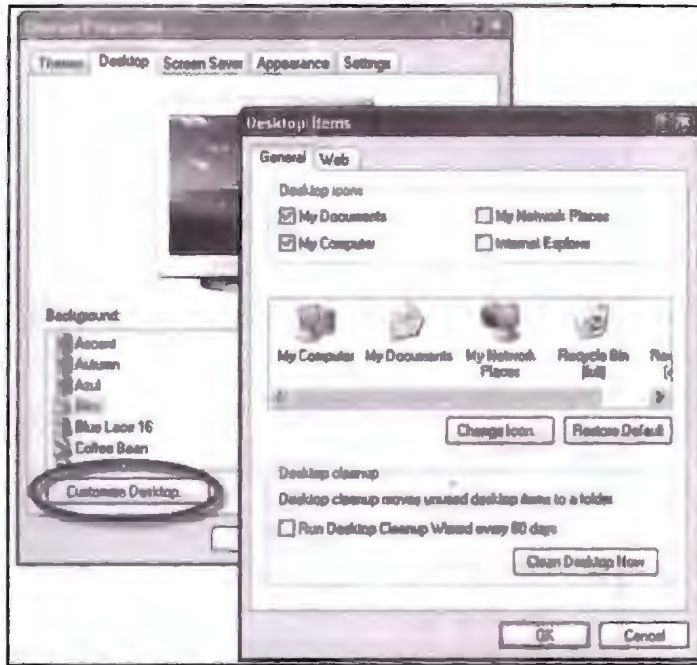 Display Properties
Themes Desktop Screen Saver Appearance Settings
Background:
Ascent
Autumn
Azul
Bliss
Blue Lace 16
Coffee Bean
Customize Desktop...
Desktop Items
General Web
Desktop icons
My Documents
My Network Places
My Computer
Internet Explorer
My Computer
My Documents
My Network Places
Recycle Bin (full)
Change Icon...
Restore Default
Desktop cleanup
Desktop cleanup moves unused desktop items to a folder.
Run Desktop Cleanup Wizard every 60 days
Clean Desktop Now
OK
Cancel